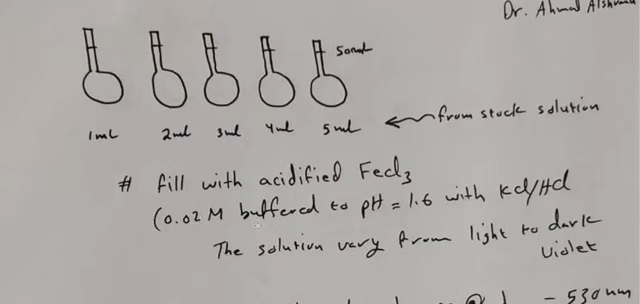 Dr. Ahmad
50ml
1ml 2ml 3ml 4ml 5ml from stock solution
# fill with acidified FeCl3
(0.02 M buffered to pH = 1.6 with KCl/HCl
The solution vary from light to dark
violet
@ 530 nm